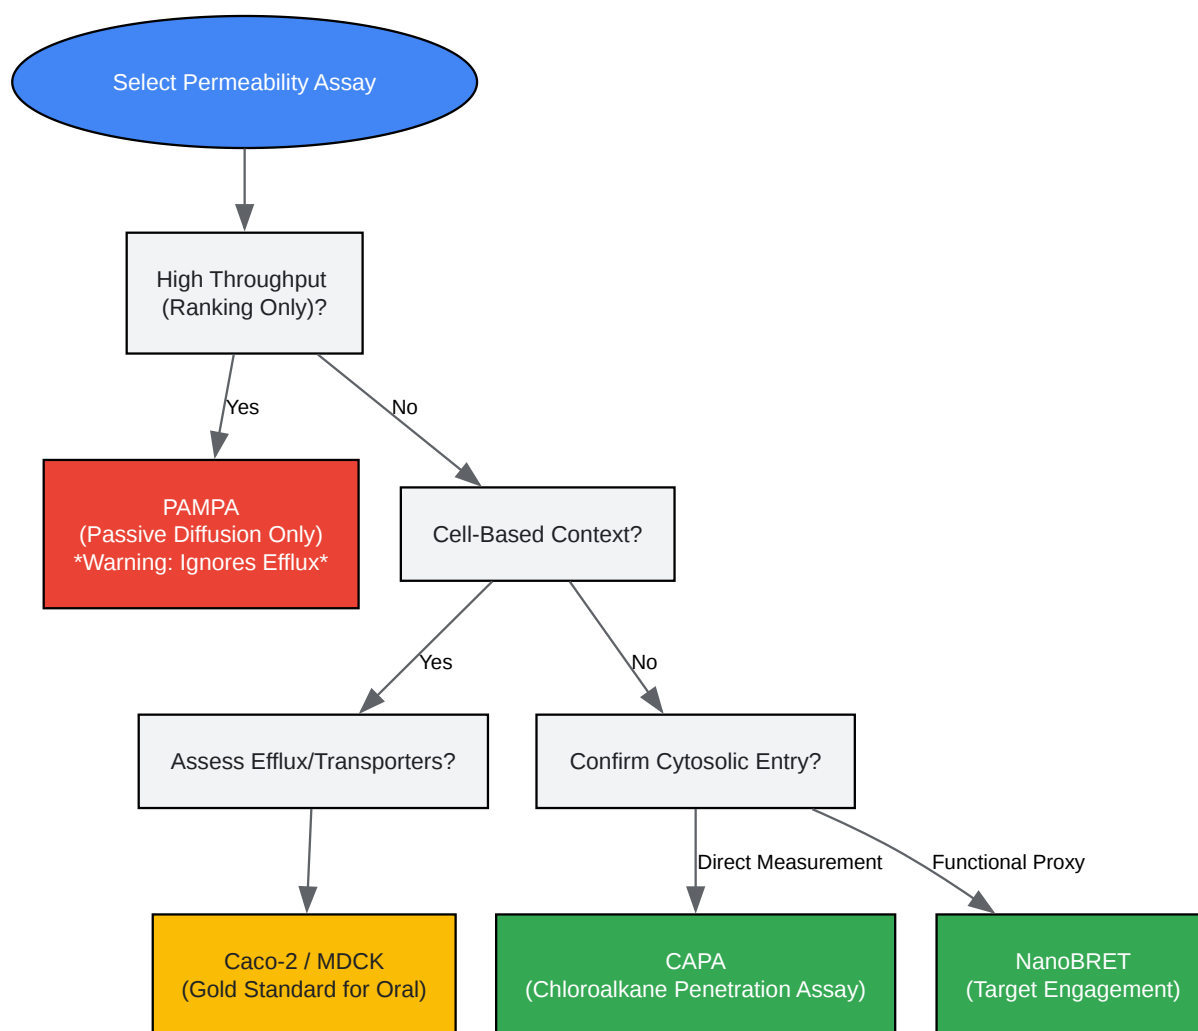 Select Permeability Assay
High Throughput
(Ranking Only)?
Yes
No
PAMPA
(Passive Diffusion Only)
*Warning: Ignores Efflux*
Cell-Based Context?
Yes
No
Assess Efflux/Transporters?
Confirm Cytosolic Entry?
Direct Measurement
Functional Proxy
Caco-2 / MDCK
(Gold Standard for Oral)
CAPA
(Chloroalkane Penetration Assay)
NanoBRET
(Target Engagement)